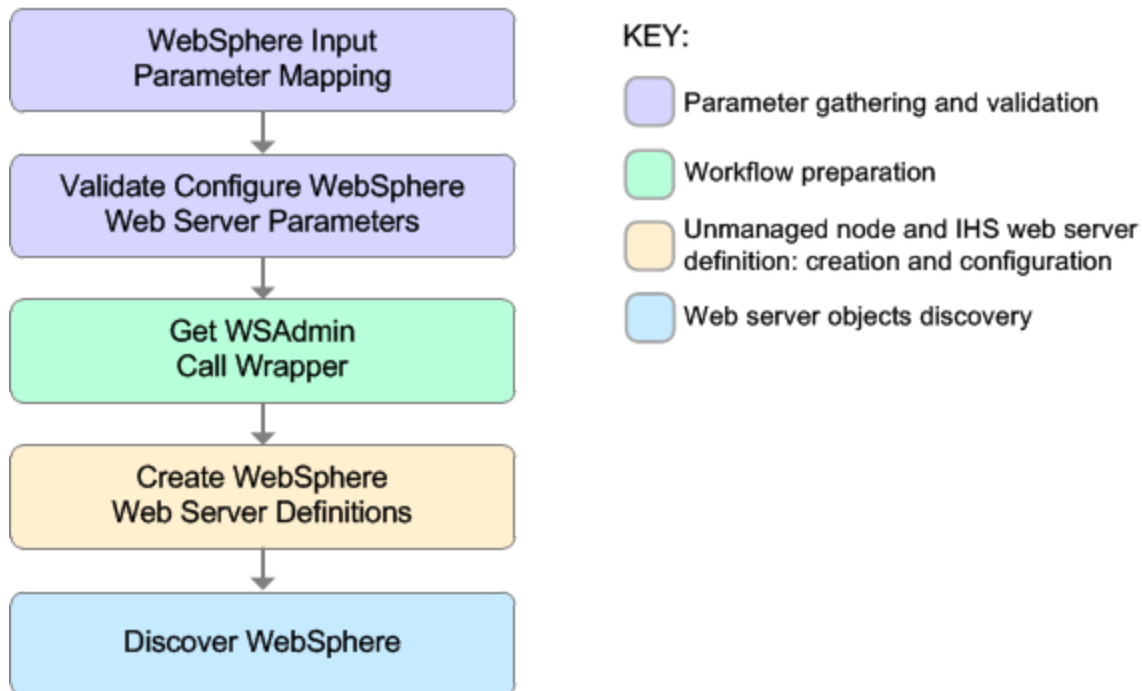 WebSphere Input
Parameter Mapping
Validate Configure WebSphere
Web Server Parameters
Get WSAdmin
Call Wrapper
Create WebSphere
Web Server Definitions
Discover WebSphere
KEY:
Parameter gathering and validation
Workflow preparation
Unmanaged node and IHS web server
definition: creation and configuration
Web server objects discovery